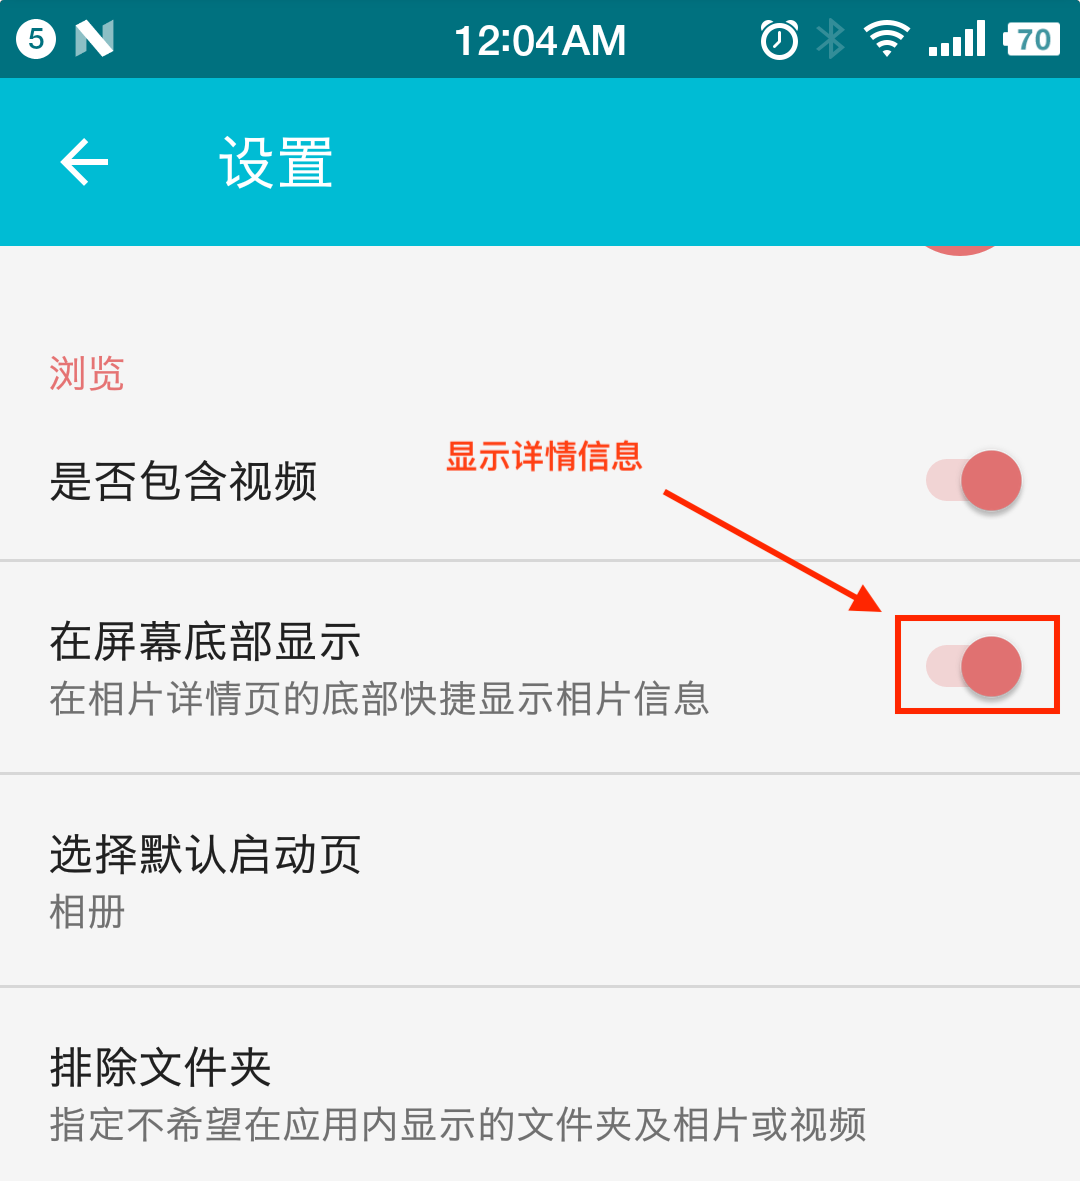 5 12:04 AM 70
设置
浏览
显示详情信息
是否包含视频
在屏幕底部显示
在相片详情页的底部快捷显示相片信息
选择默认启动页
相册
排除文件夹
指定不希望在应用内显示的文件夹及相片或视频